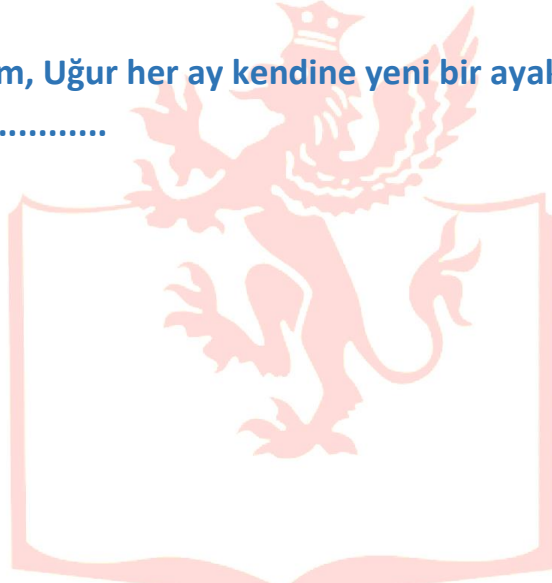 m, Uğur her ay kendine yeni bir ayak
............